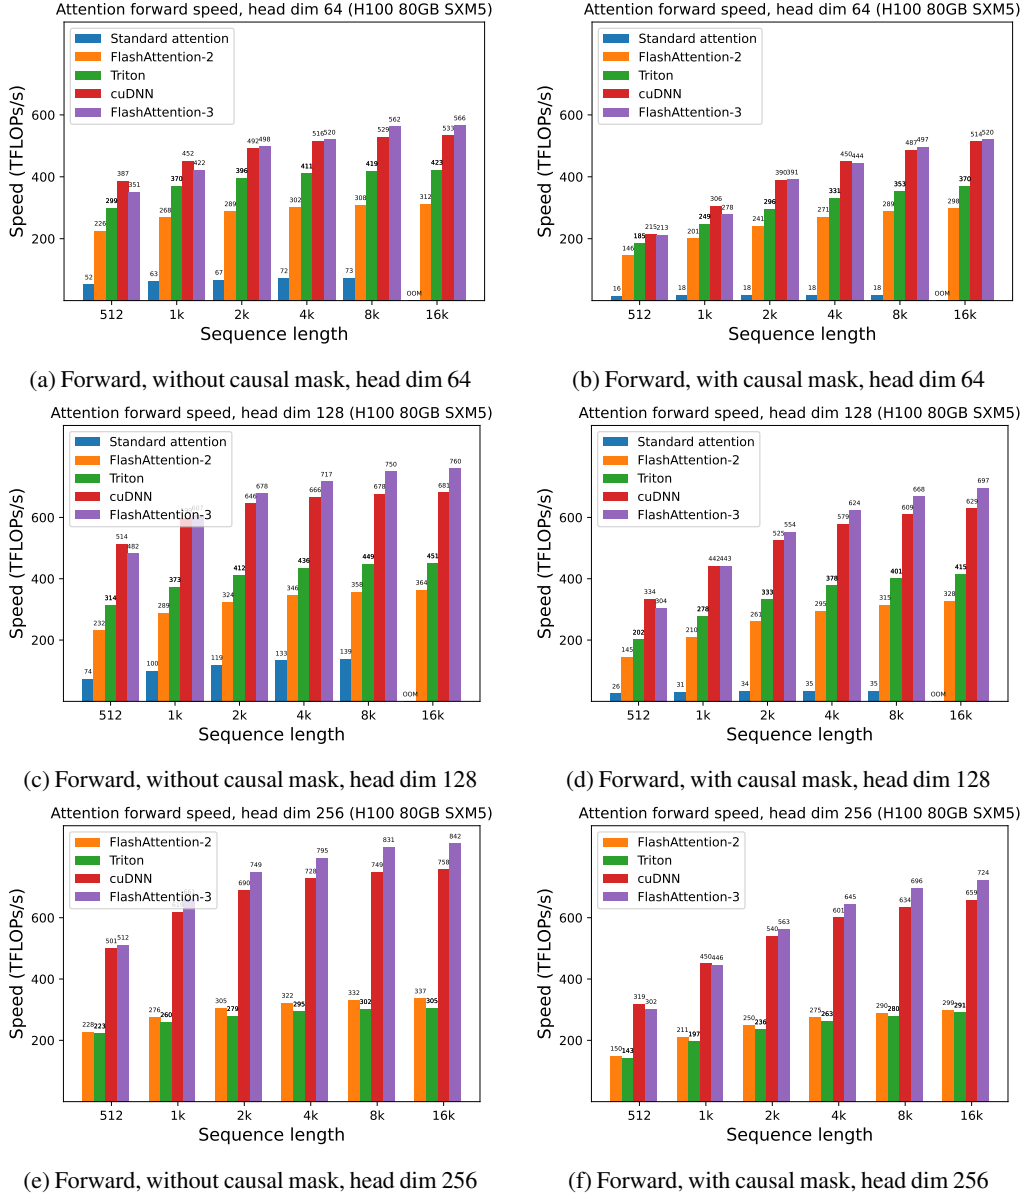 Attention forward speed, head dim 64 (H100 80GB SXM5)
Standard attention
FlashAttention-2
Triton
cuDNN
FlashAttention-3
Speed (TFLOPs/s)
600
400
200
52 226 299 387 351
63 268 370 452 422
67 289 396 492 498
72 302 411 516 520
73 308 419 529 562
OOM 312 423 533 566
512 1k 2k 4k 8k 16k
Sequence length
(a) Forward, without causal mask, head dim 64
Attention forward speed, head dim 64 (H100 80GB SXM5)
Standard attention
FlashAttention-2
Triton
cuDNN
FlashAttention-3
Speed (TFLOPs/s)
600
400
200
16 146 185 215 213
18 201 249 306 278
18 241 296 390 391
18 271 331 450 444
18 289 353 487 497
OOM 298 370 514 520
512 1k 2k 4k 8k 16k
Sequence length
(b) Forward, with causal mask, head dim 64
Attention forward speed, head dim 128 (H100 80GB SXM5)
Standard attention
FlashAttention-2
Triton
cuDNN
FlashAttention-3
Speed (TFLOPs/s)
600
400
200
74 232 314 514 482
100 289 373
119 324 412 646 678
133 346 436 666 717
139 358 449 678 750
OOM 364 451 681 760
512 1k 2k 4k 8k 16k
Sequence length
(c) Forward, without causal mask, head dim 128
Attention forward speed, head dim 128 (H100 80GB SXM5)
Standard attention
FlashAttention-2
Triton
cuDNN
FlashAttention-3
Speed (TFLOPs/s)
600
400
200
26 145 202 334 304
31 210 278 442 443
34 261 333 525 554
35 295 378 579 624
35 315 401 609 668
OOM 328 415 629 697
512 1k 2k 4k 8k 16k
Sequence length
(d) Forward, with causal mask, head dim 128
Attention forward speed, head dim 256 (H100 80GB SXM5)
FlashAttention-2
Triton
cuDNN
FlashAttention-3
Speed (TFLOPs/s)
600
400
200
228 223 501 512
276 260
305 279 690 749
322 295 728 795
332 302 749 831
337 305 758 842
512 1k 2k 4k 8k 16k
Sequence length
(e) Forward, without causal mask, head dim 256
Attention forward speed, head dim 256 (H100 80GB SXM5)
FlashAttention-2
Triton
cuDNN
FlashAttention-3
Speed (TFLOPs/s)
600
400
200
150 143 319 302
211 197 450 446
250 236 540 563
275 263 601 645
290 280 634 696
299 291 659 724
512 1k 2k 4k 8k 16k
Sequence length
(f) Forward, with causal mask, head dim 256